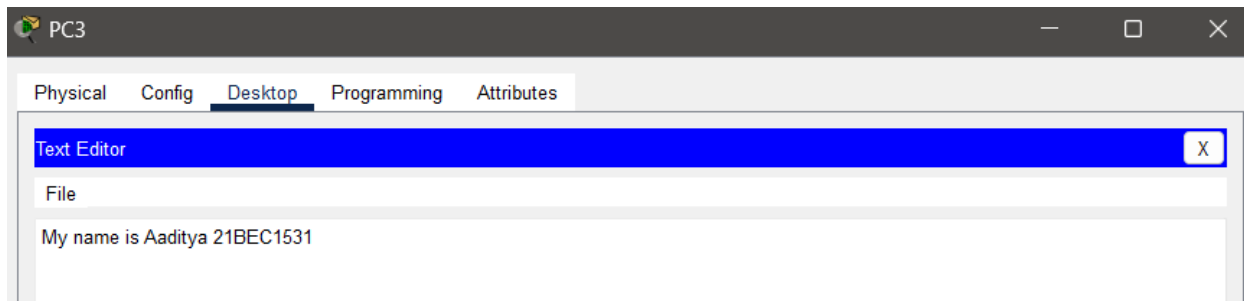 PC3
Physical Config Desktop Programming Attributes
Text Editor X
File
My name is Aaditya 21BEC1531